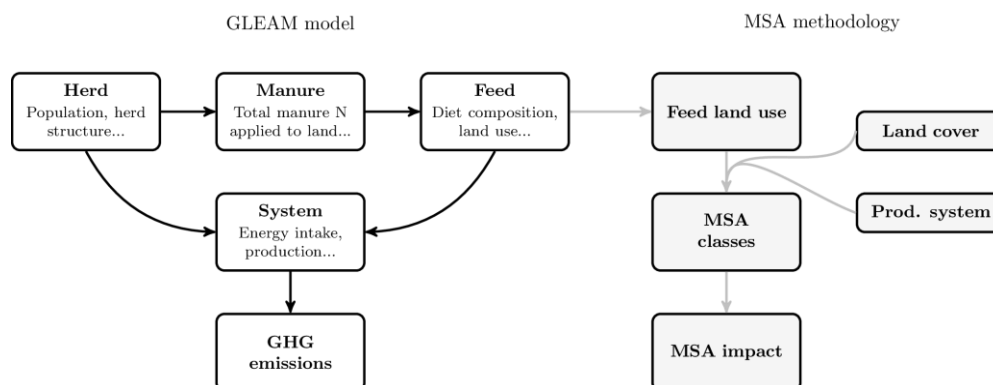 GLEAM model
MSA methodology
Herd
Population, herd
structure...
Manure
Total manure N
applied to land...
Feed
Diet composition,
land use...
Feed land use
Land cover
Prod. system
System
Energy intake,
production...
MSA
classes
GHG
emissions
MSA impact